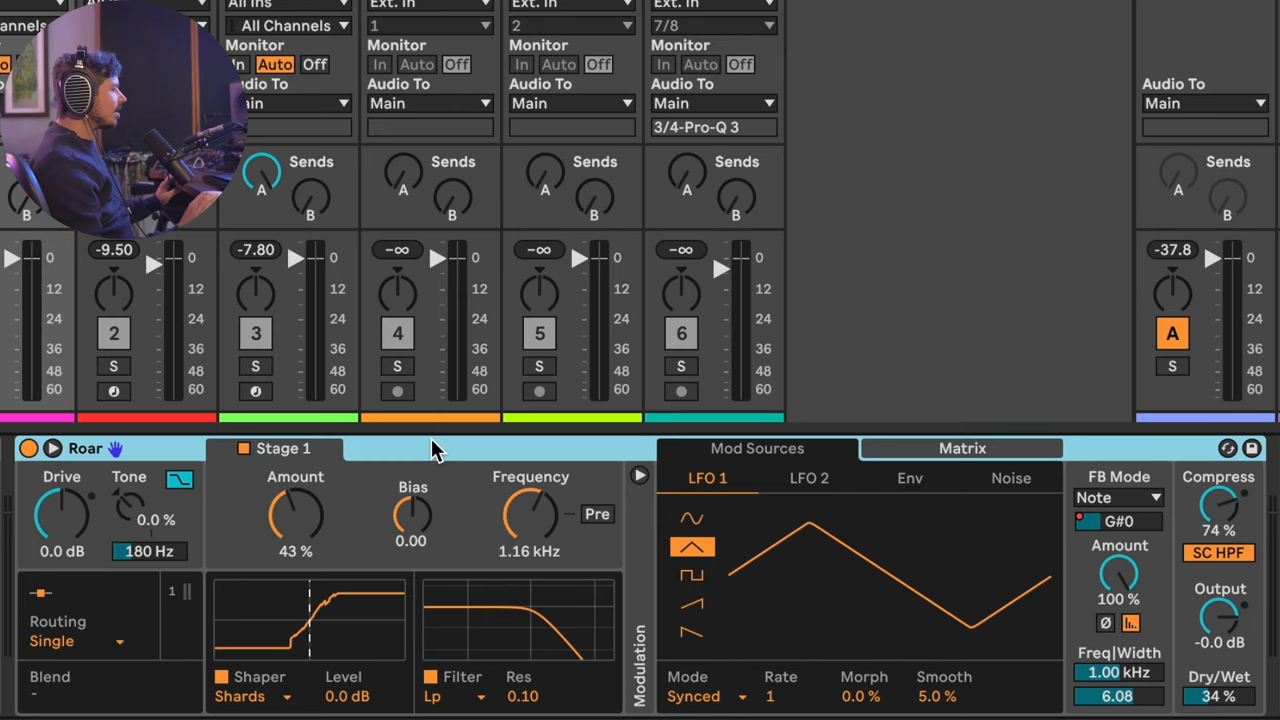 All Ins
Ext. In
Ext. In
Ext. In
annels
All Channels
1
2
7/8
Monitor
Monitor
Monitor
Monitor
In Auto Off
In Auto Off
In Auto Off
In Auto Off
Audio To
Audio To
Audio To
Audio To
Audio To
Main
Main
Main
Main
3/4-Pro-Q 3
Sends
Sends
Sends
Sends
Sends
A
A
A
A
A
B
B
B
B
B
B
-9.50
-7.80
-∞
-∞
-∞
-37.8
0
0
0
0
0
0
0
12
12
12
12
12
12
12
24
24
24
24
24
24
24
36
36
36
36
36
36
36
48
48
48
48
48
48
48
60
60
60
60
60
60
60
2
3
4
5
6
A
S
S
S
S
S
S
Roar
Stage 1
Mod Sources
Matrix
Drive
0.0 dB
Tone
0.0 %
180 Hz
Amount
43 %
Bias
0.00
Frequency
1.16 kHz
Pre
LFO 1
LFO 2
Env
Noise
FB Mode
Note
G#0
Amount
100 %
Ø
Freq|Width
1.00 kHz
6.08
Compress
74 %
SC HPF
Output
-0.0 dB
Dry/Wet
34 %
1
Routing
Single
Blend
-
Shaper
Shards
Level
0.0 dB
Filter
Lp
Res
0.10
Modulation
Mode
Synced
Rate
1
Morph
0.0 %
Smooth
5.0 %